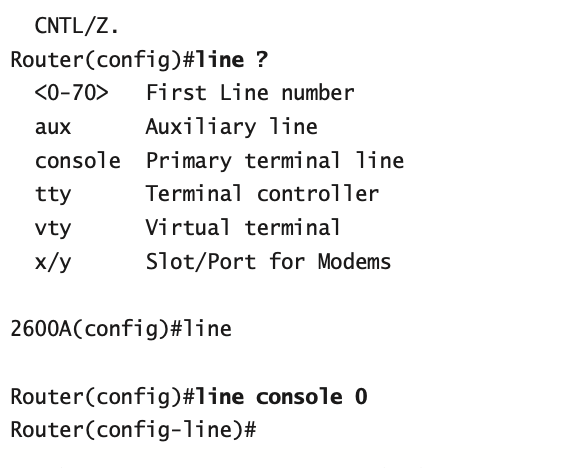 CNTL/Z.
Router(config)#line ?
<0-70> First Line number
aux Auxiliary line
console Primary terminal line
tty Terminal controller
vty Virtual terminal
x/y Slot/Port for Modems
2600A(config)#line
Router(config)#line console 0
Router(config-line)#